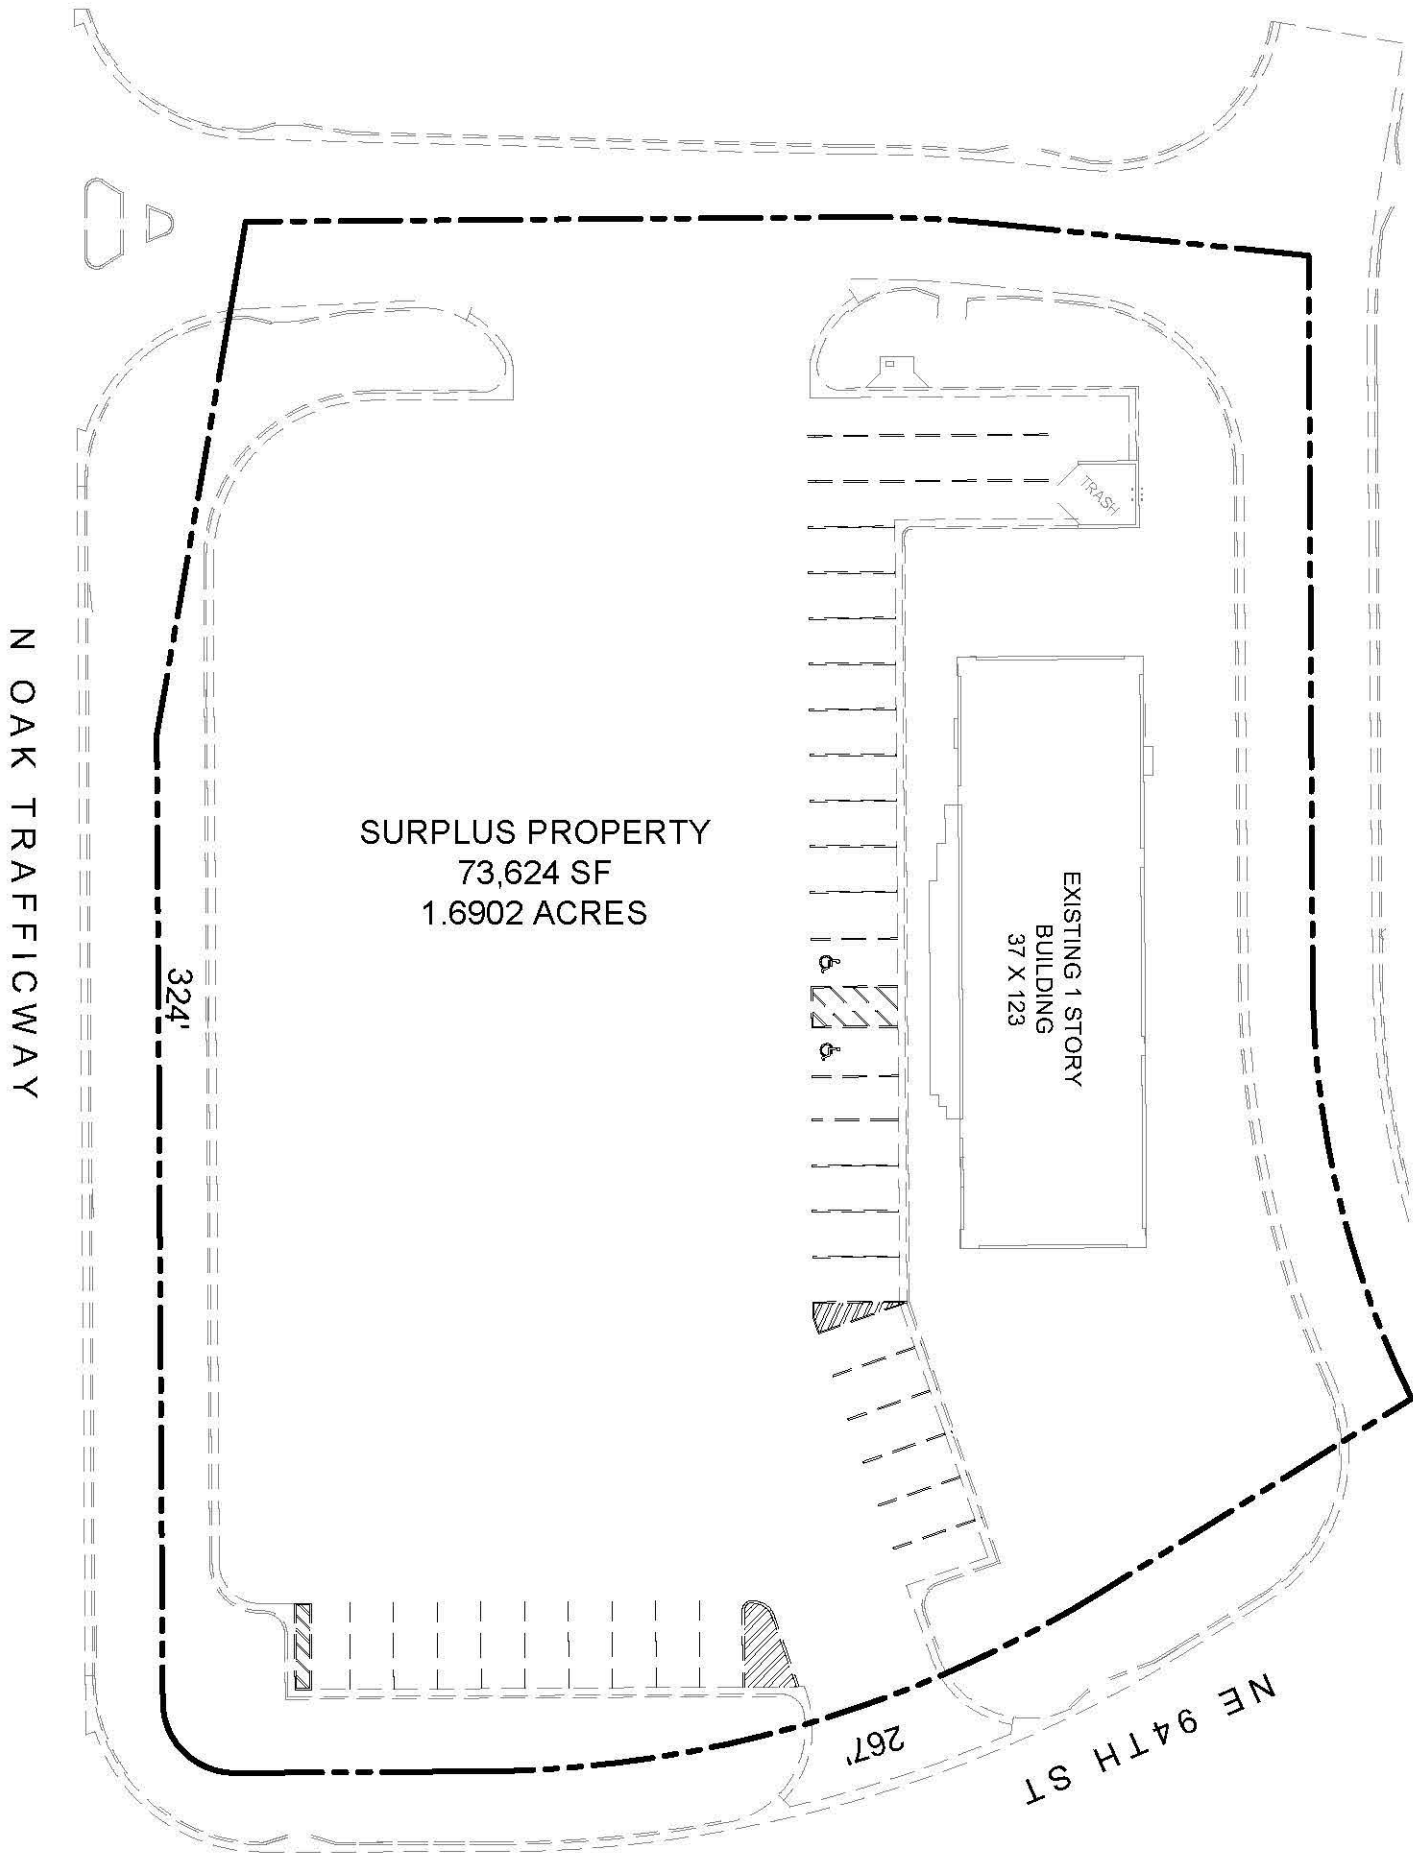 TRASH
N OAK TRAFFICWAY
SURPLUS PROPERTY
73,624 SF
1.6902 ACRES
EXISTING 1 STORY
BUILDING
37 X 123
324'
267'
NE 94TH ST